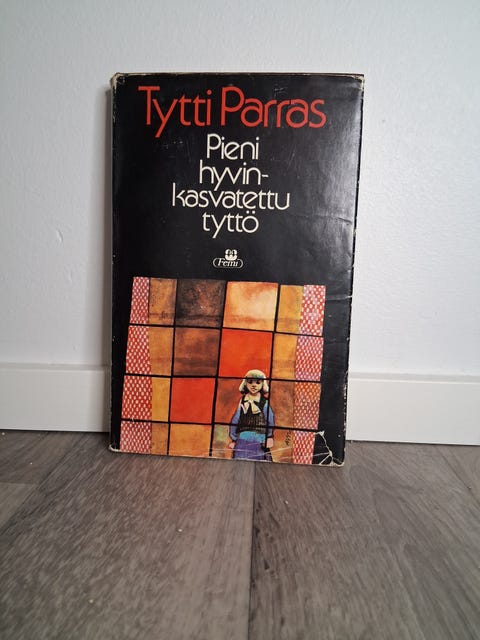 Tytti Parras
Pieni
hyvin-
kasvatettu
tyttö
Femi